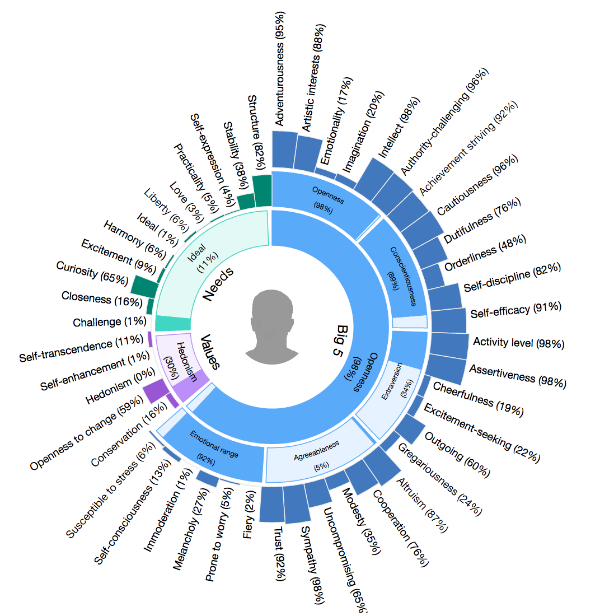 Adventurousness (95%)
Artistic interests (88%)
Emotionality (17%)
Imagination (20%)
Intellect (98%)
Authority-challenging (96%)
Achievement striving (92%)
Cautiousness (96%)
Dutifulness (76%)
Orderliness (48%)
Self-discipline (82%)
Self-efficacy (91%)
Activity level (98%)
Assertiveness (98%)
Cheerfulness (19%)
Excitement-seeking (22%)
Outgoing (60%)
Gregariousness (24%)
Altruism (87%)
Cooperation (76%)
Modesty (35%)
Uncompromising (65%)
Sympathy (98%)
Trust (92%)
Fiery (2%)
Prone to worry (5%)
Melancholy (27%)
Immoderation (1%)
Self-consciousness (13%)
Susceptible to stress (6%)
Conservation (16%)
Openness to change (59%)
Hedonism (0%)
Self-enhancement (1%)
Self-transcendence (11%)
Challenge (1%)
Closeness (16%)
Curiosity (65%)
Excitement (9%)
Harmony (6%)
Ideal (1%)
Liberty (6%)
Love (3%)
Practicality (5%)
Self-expression (4%)
Stability (38%)
Structure (82%)
Openness
(98%)
Conscientiousness
(89%)
Extraversion
(34%)
Agreeableness
(5%)
Emotional range
(92%)
Hedonism
(30%)
Ideal
(11%)
Needs
Values
Big 5
Openness
(98%)